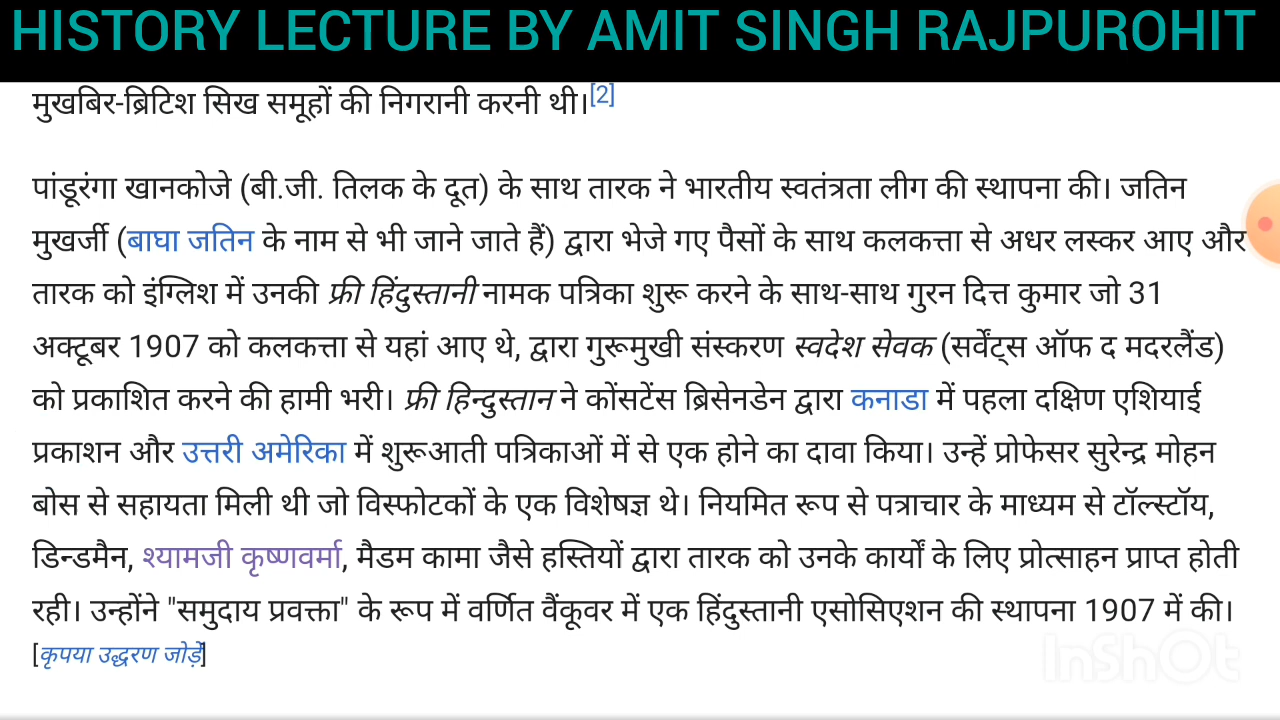 HISTORY LECTURE BY AMIT SINGH RAJPUROHIT
मुखबिर-ब्रिटिश सिख समूहों की निगरानी करनी थी।[2]
पांडूरंगा खानकोजे (बी.जी. तिलक के दूत) के साथ तारक ने भारतीय स्वतंत्रता लीग की स्थापना की। जतिन
मुखर्जी (बाघा जतिन के नाम से भी जाने जाते हैं) द्वारा भेजे गए पैसों के साथ कलकत्ता से अधर लस्कर आए और
तारक को इंग्लिश में उनकी फ्री हिंदुस्तानी नामक पत्रिका शुरू करने के साथ-साथ गुरन दित्त कुमार जो 31
अक्टूबर 1907 को कलकत्ता से यहां आए थे, द्वारा गुरूमुखी संस्करण स्वदेश सेवक (सर्वेंट्स ऑफ द मदरलैंड)
को प्रकाशित करने की हामी भरी। फ्री हिन्दुस्तान ने कोंसटेंस ब्रिसेनडेन द्वारा कनाडा में पहला दक्षिण एशियाई
प्रकाशन और उत्तरी अमेरिका में शुरूआती पत्रिकाओं में से एक होने का दावा किया। उन्हें प्रोफेसर सुरेन्द्र मोहन
बोस से सहायता मिली थी जो विस्फोटकों के एक विशेषज्ञ थे। नियमित रूप से पत्राचार के माध्यम से टॉल्स्टॉय,
डिन्डमैन, श्यामजी कृष्णवर्मा, मैडम कामा जैसे हस्तियों द्वारा तारक को उनके कार्यों के लिए प्रोत्साहन प्राप्त होती
रही। उन्होंने "समुदाय प्रवक्ता" के रूप में वर्णित वैंकूवर में एक हिंदुस्तानी एसोसिएशन की स्थापना 1907 में की।
[कृपया उद्धरण जोड़ें]
InShOt